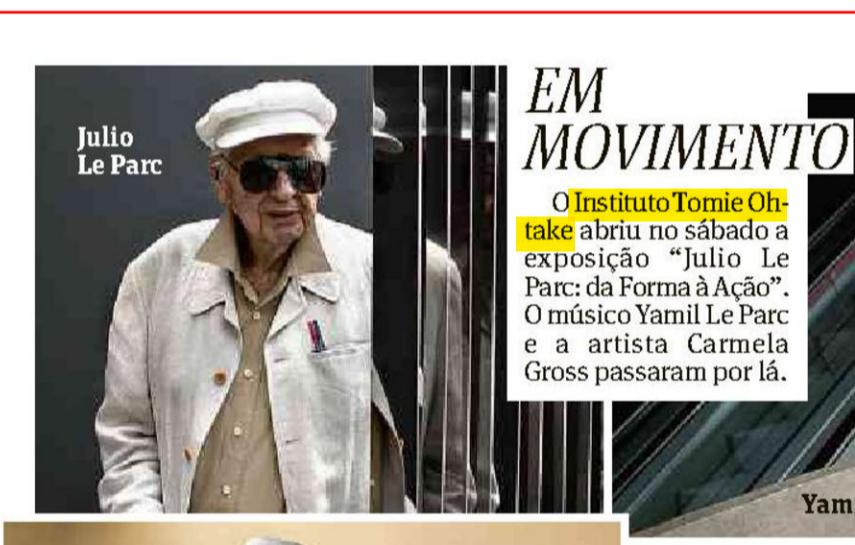 Julio
Le Parc
EM
MOVIMENTO
O Instituto Tomie Oh-
take abriu no sábado a
exposição “Julio Le
Parc: da Forma à Ação”.
O músico Yamil Le Parc
e a artista Carmela
Gross passaram por lá.
Yam